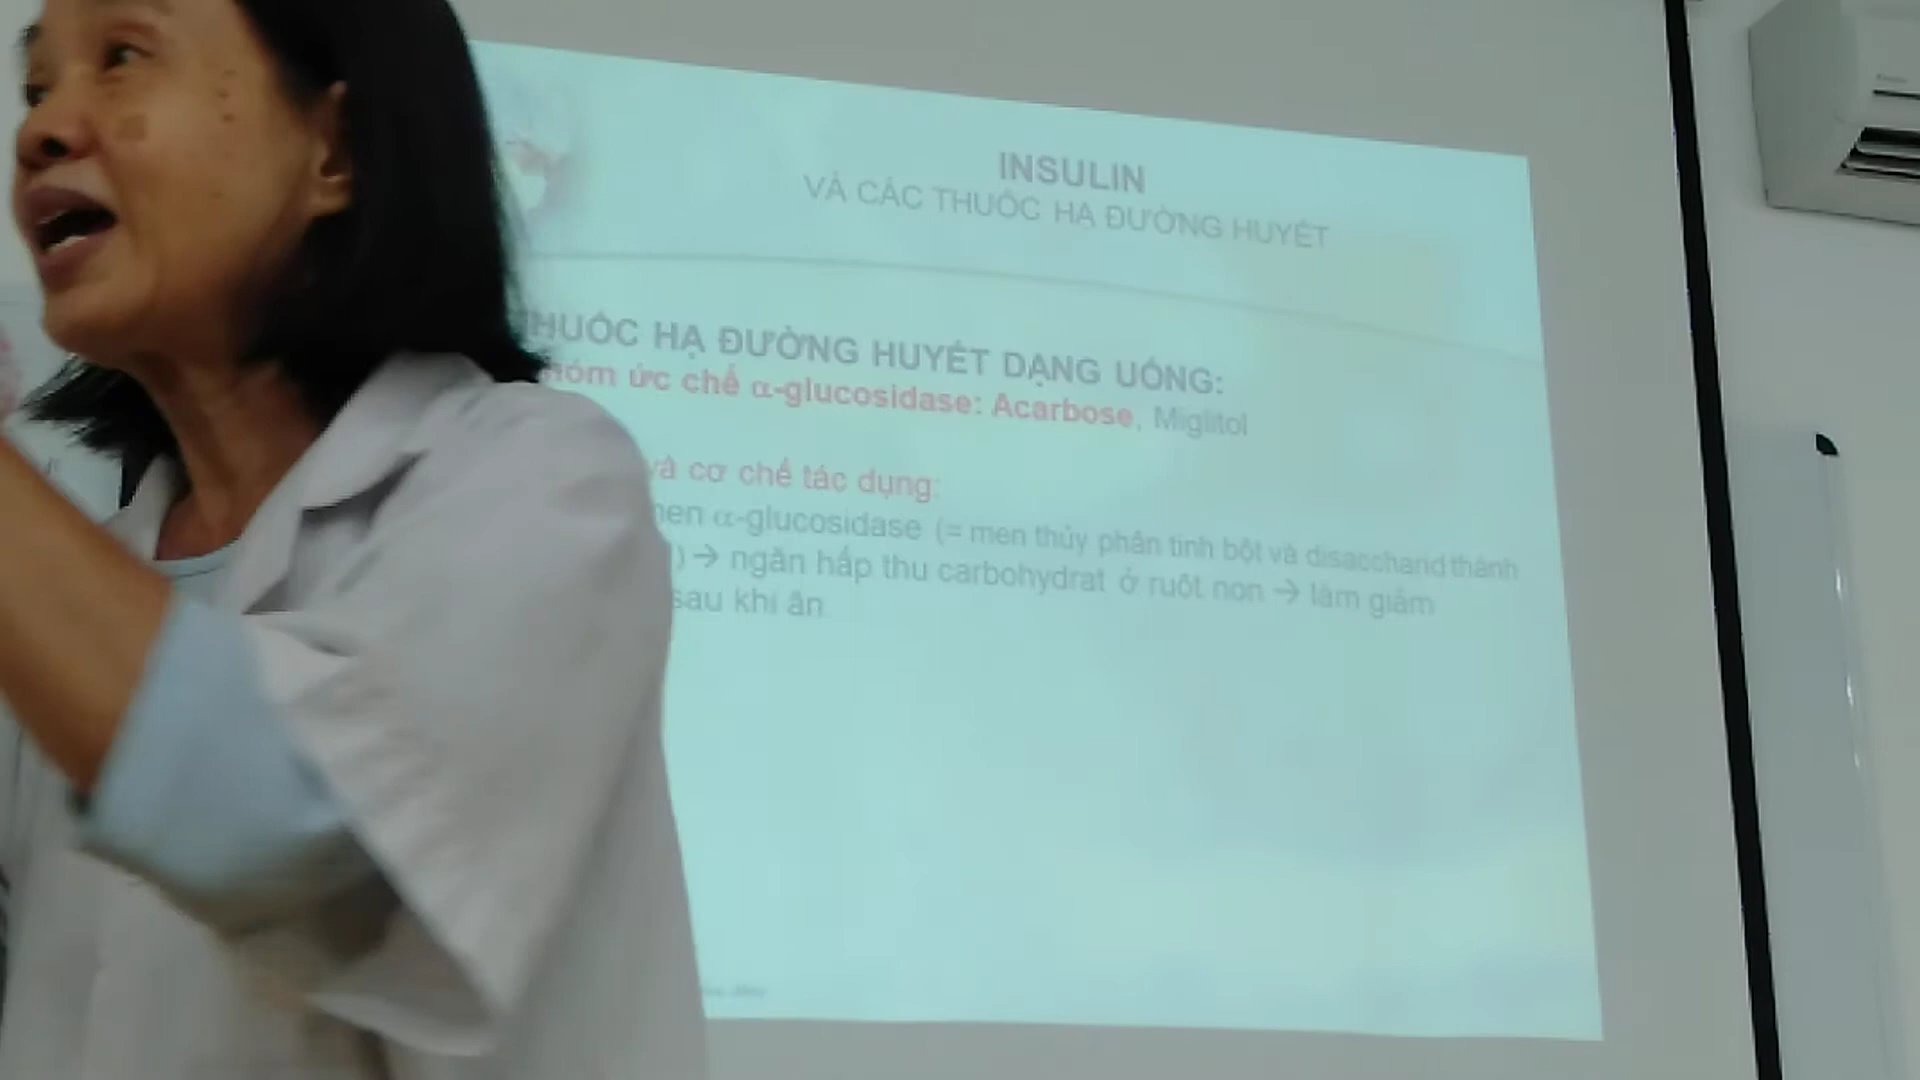 INSULIN
VÀ CÁC THUỐC HẠ ĐƯỜNG HUYẾT
HUỐC HẠ ĐƯỜNG HUYẾT DẠNG UỐNG:
hóm ức chế α-glucosidase: Acarbose, Miglitol
và cơ chế tác dụng:
men α-glucosidase (= men thủy phân tinh bột và disaccharid thành
) → ngăn hấp thu carbohydrat ở ruột non → làm giảm
sau khi ăn